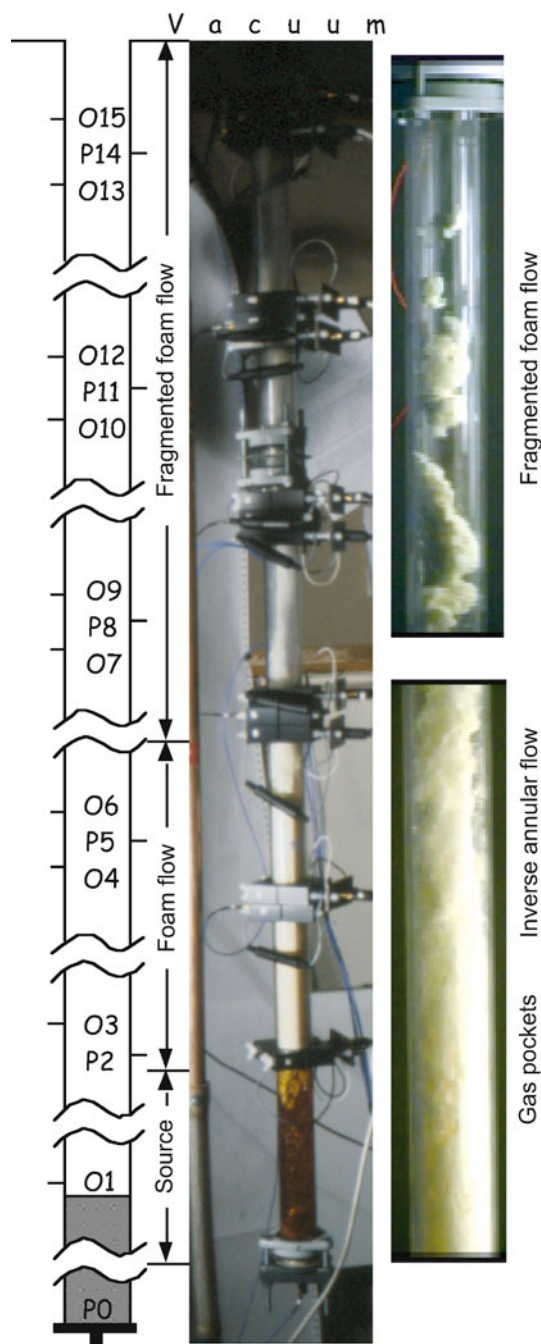 V a c u u m
O15
P14
O13
O12
P11
O10
O9
P8
O7
O6
P5
O4
O3
P2
O1
P0
Fragmented foam flow
Foam flow
Source
Fragmented foam flow
Inverse annular flow
Gas pockets